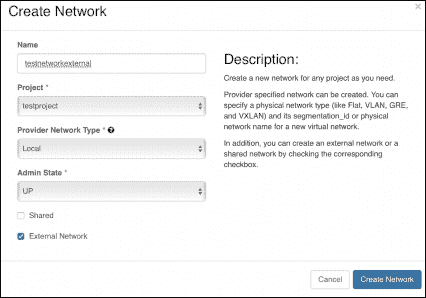 Create Network
×
Name
testnetworkexternal
Project *
testproject
Provider Network Type *
Local
Admin State *
UP
Shared
External Network
Description:
Create a new network for any project as you need.
Provider specified network can be created. You can
specify a physical network type (like Flat, VLAN, GRE,
and VXLAN) and its segmentation_id or physical
network name for a new virtual network.
In addition, you can create an external network or a
shared network by checking the corresponding
checkbox.
Cancel
Create Network